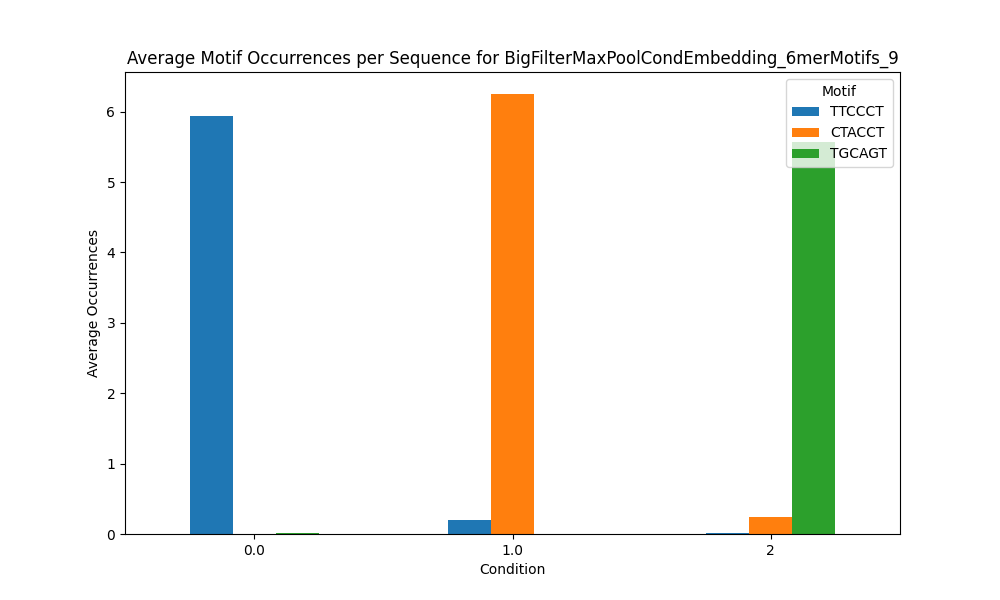 Average Motif Occurrences per Sequence for BigFilterMaxPoolCondEmbedding_6merMotifs_9
Motif
TTCCCT
CTACCT
TGCAGT
Average Occurrences
6
5
4
3
2
1
0
0.0 1.0 2
Condition